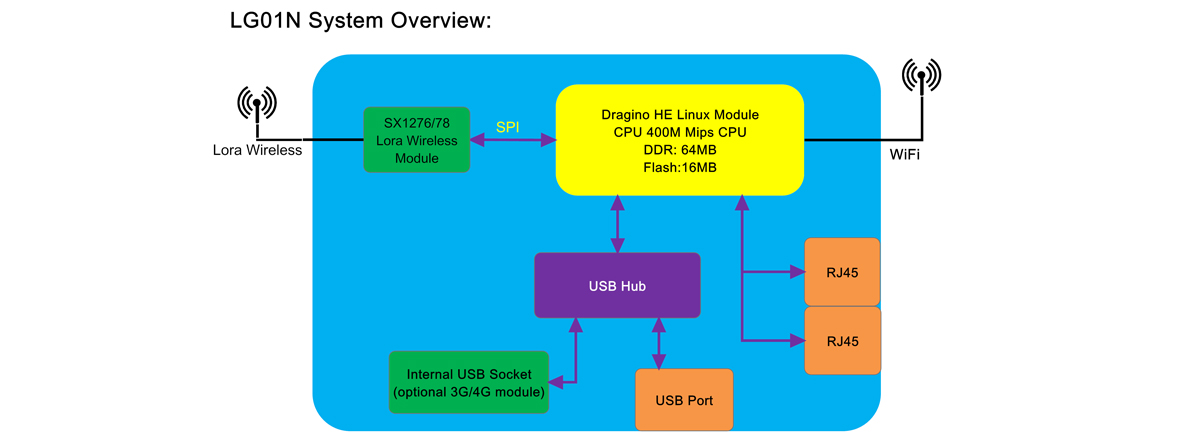 LG01N System Overview:
Lora Wireless
SX1276/78
Lora Wireless
Module
SPI
Dragino HE Linux Module
CPU 400M Mips CPU
DDR: 64MB
Flash:16MB
WiFi
USB Hub
RJ45
RJ45
Internal USB Socket
(optional 3G/4G module)
USB Port